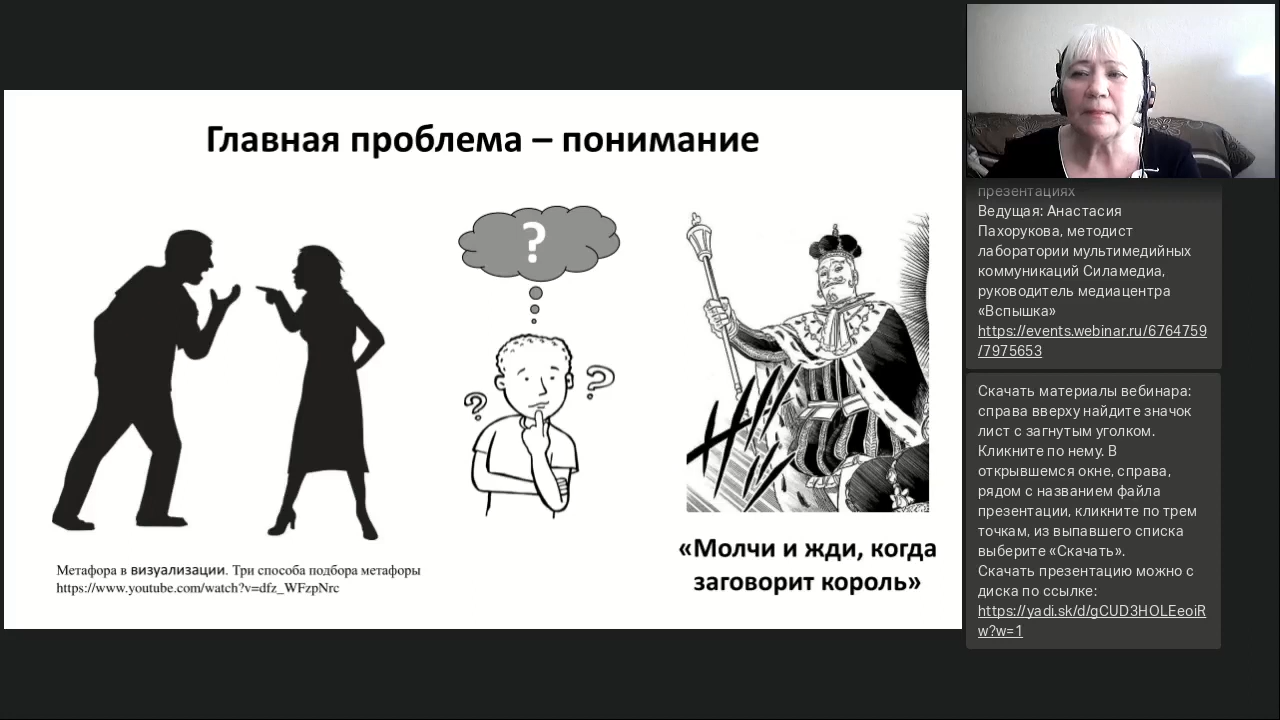 Главная проблема – понимание
?
?
?
Метафора в визуализации. Три способа подбора метафоры
https://www.youtube.com/watch?v=dfz_WFzpNrc
«Молчи и жди, когда
заговорит король»
презентациях
Ведущая: Анастасия
Пахорукова, методист
лаборатории мультимедийных
коммуникаций Силамедиа,
руководитель медиацентра
«Вспышка»
https://events.webinar.ru/6764759
/7975653
Скачать материалы вебинара:
справа вверху найдите значок
лист с загнутым уголком.
Кликните по нему. В
открывшемся окне, справа,
рядом с названием файла
презентации, кликните по трем
точкам, из выпавшего списка
выберите «Скачать».
Скачать презентацию можно с
диска по ссылке:
https://yadi.sk/d/gCUD3HOLEeoiR
w?w=1